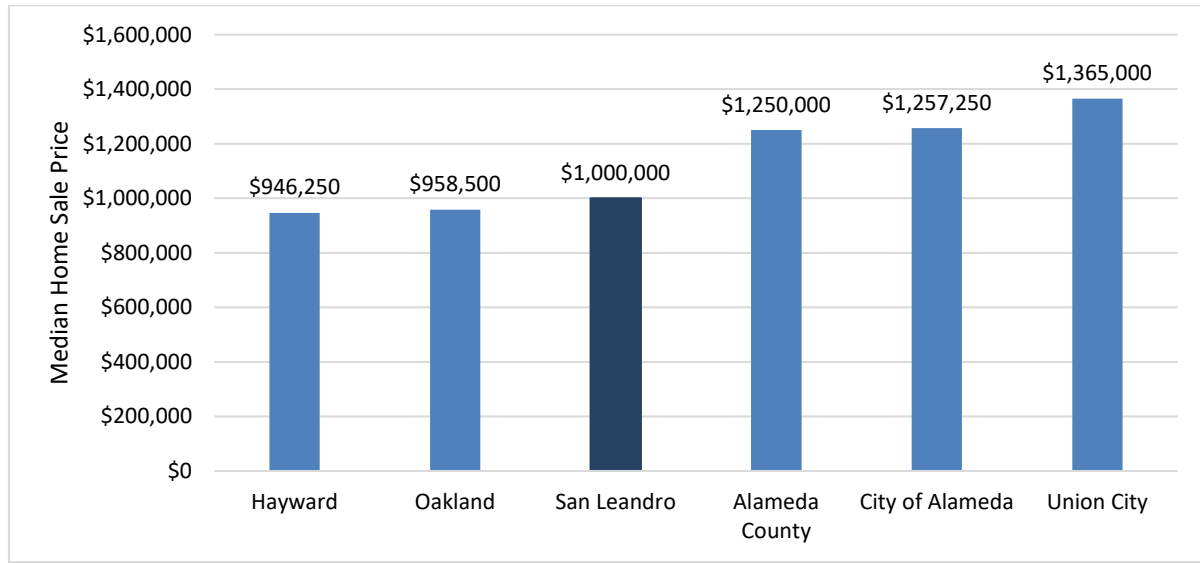 Median Home Sale Price
$1,600,000
$1,400,000
$1,200,000
$1,000,000
$800,000
$600,000
$400,000
$200,000
$0
$946,250
$958,500
$1,000,000
$1,250,000
$1,257,250
$1,365,000
Hayward
Oakland
San Leandro
Alameda
County
City of Alameda
Union City